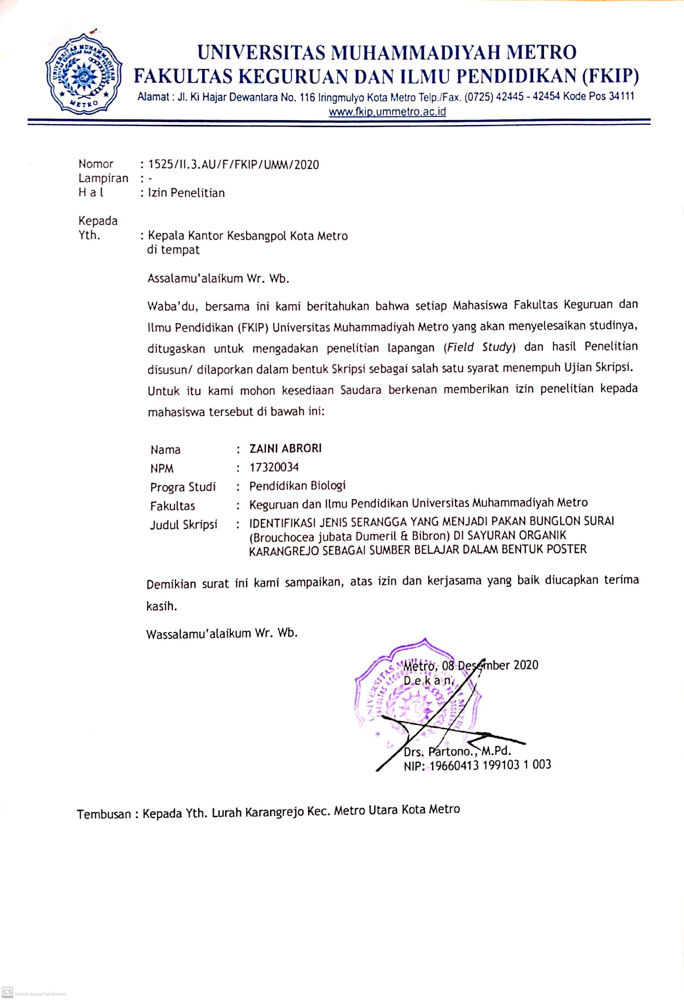 UNIVERSITAS MUHAMMADIYAH METRO
FAKULTAS KEGURUAN DAN ILMU PENDIDIKAN (FKIP)
Alamat : Jl. Ki Hajar Dewantara No. 116 Iringmulyo Kota Metro Telp./Fax. (0725) 42445 - 42454 Kode Pos 34111
www.fkip.ummetro.ac.id
UNIVERSITAS MUHAMMADIYAH
METRO
Nomor : 1525/II.3.AU/F/FKIP/UMM/2020
Lampiran : -
H a l : Izin Penelitian
Kepada
Yth. : Kepala Kantor Kesbangpol Kota Metro
di tempat
Assalamu'alaikum Wr. Wb.
Waba'du, bersama ini kami beritahukan bahwa setiap Mahasiswa Fakultas Keguruan dan
Ilmu Pendidikan (FKIP) Universitas Muhammadiyah Metro yang akan menyelesaikan studinya,
ditugaskan untuk mengadakan penelitian lapangan (Field Study) dan hasil Penelitian
disusun/ dilaporkan dalam bentuk Skripsi sebagai salah satu syarat menempuh Ujian Skripsi.
Untuk itu kami mohon kesediaan Saudara berkenan memberikan izin penelitian kepada
mahasiswa tersebut di bawah ini:
Nama : ZAINI ABRORI
NPM : 17320034
Progra Studi : Pendidikan Biologi
Fakultas : Keguruan dan Ilmu Pendidikan Universitas Muhammadiyah Metro
Judul Skripsi : IDENTIFIKASI JENIS SERANGGA YANG MENJADI PAKAN BUNGLON SURAI
(Brouchocea jubata Dumeril & Bibron) DI SAYURAN ORGANIK
KARANGREJO SEBAGAI SUMBER BELAJAR DALAM BENTUK POSTER
Demikian surat ini kami sampaikan, atas izin dan kerjasama yang baik diucapkan terima
kasih.
Wassalamu'alaikum Wr. Wb.
Metro, 08 Desember 2020
D e k a n,
Drs. Partono., M.Pd.
NIP: 19660413 199103 1 003
Tembusan : Kepada Yth. Lurah Karangrejo Kec. Metro Utara Kota Metro
CS Dipindai dengan CamScanner